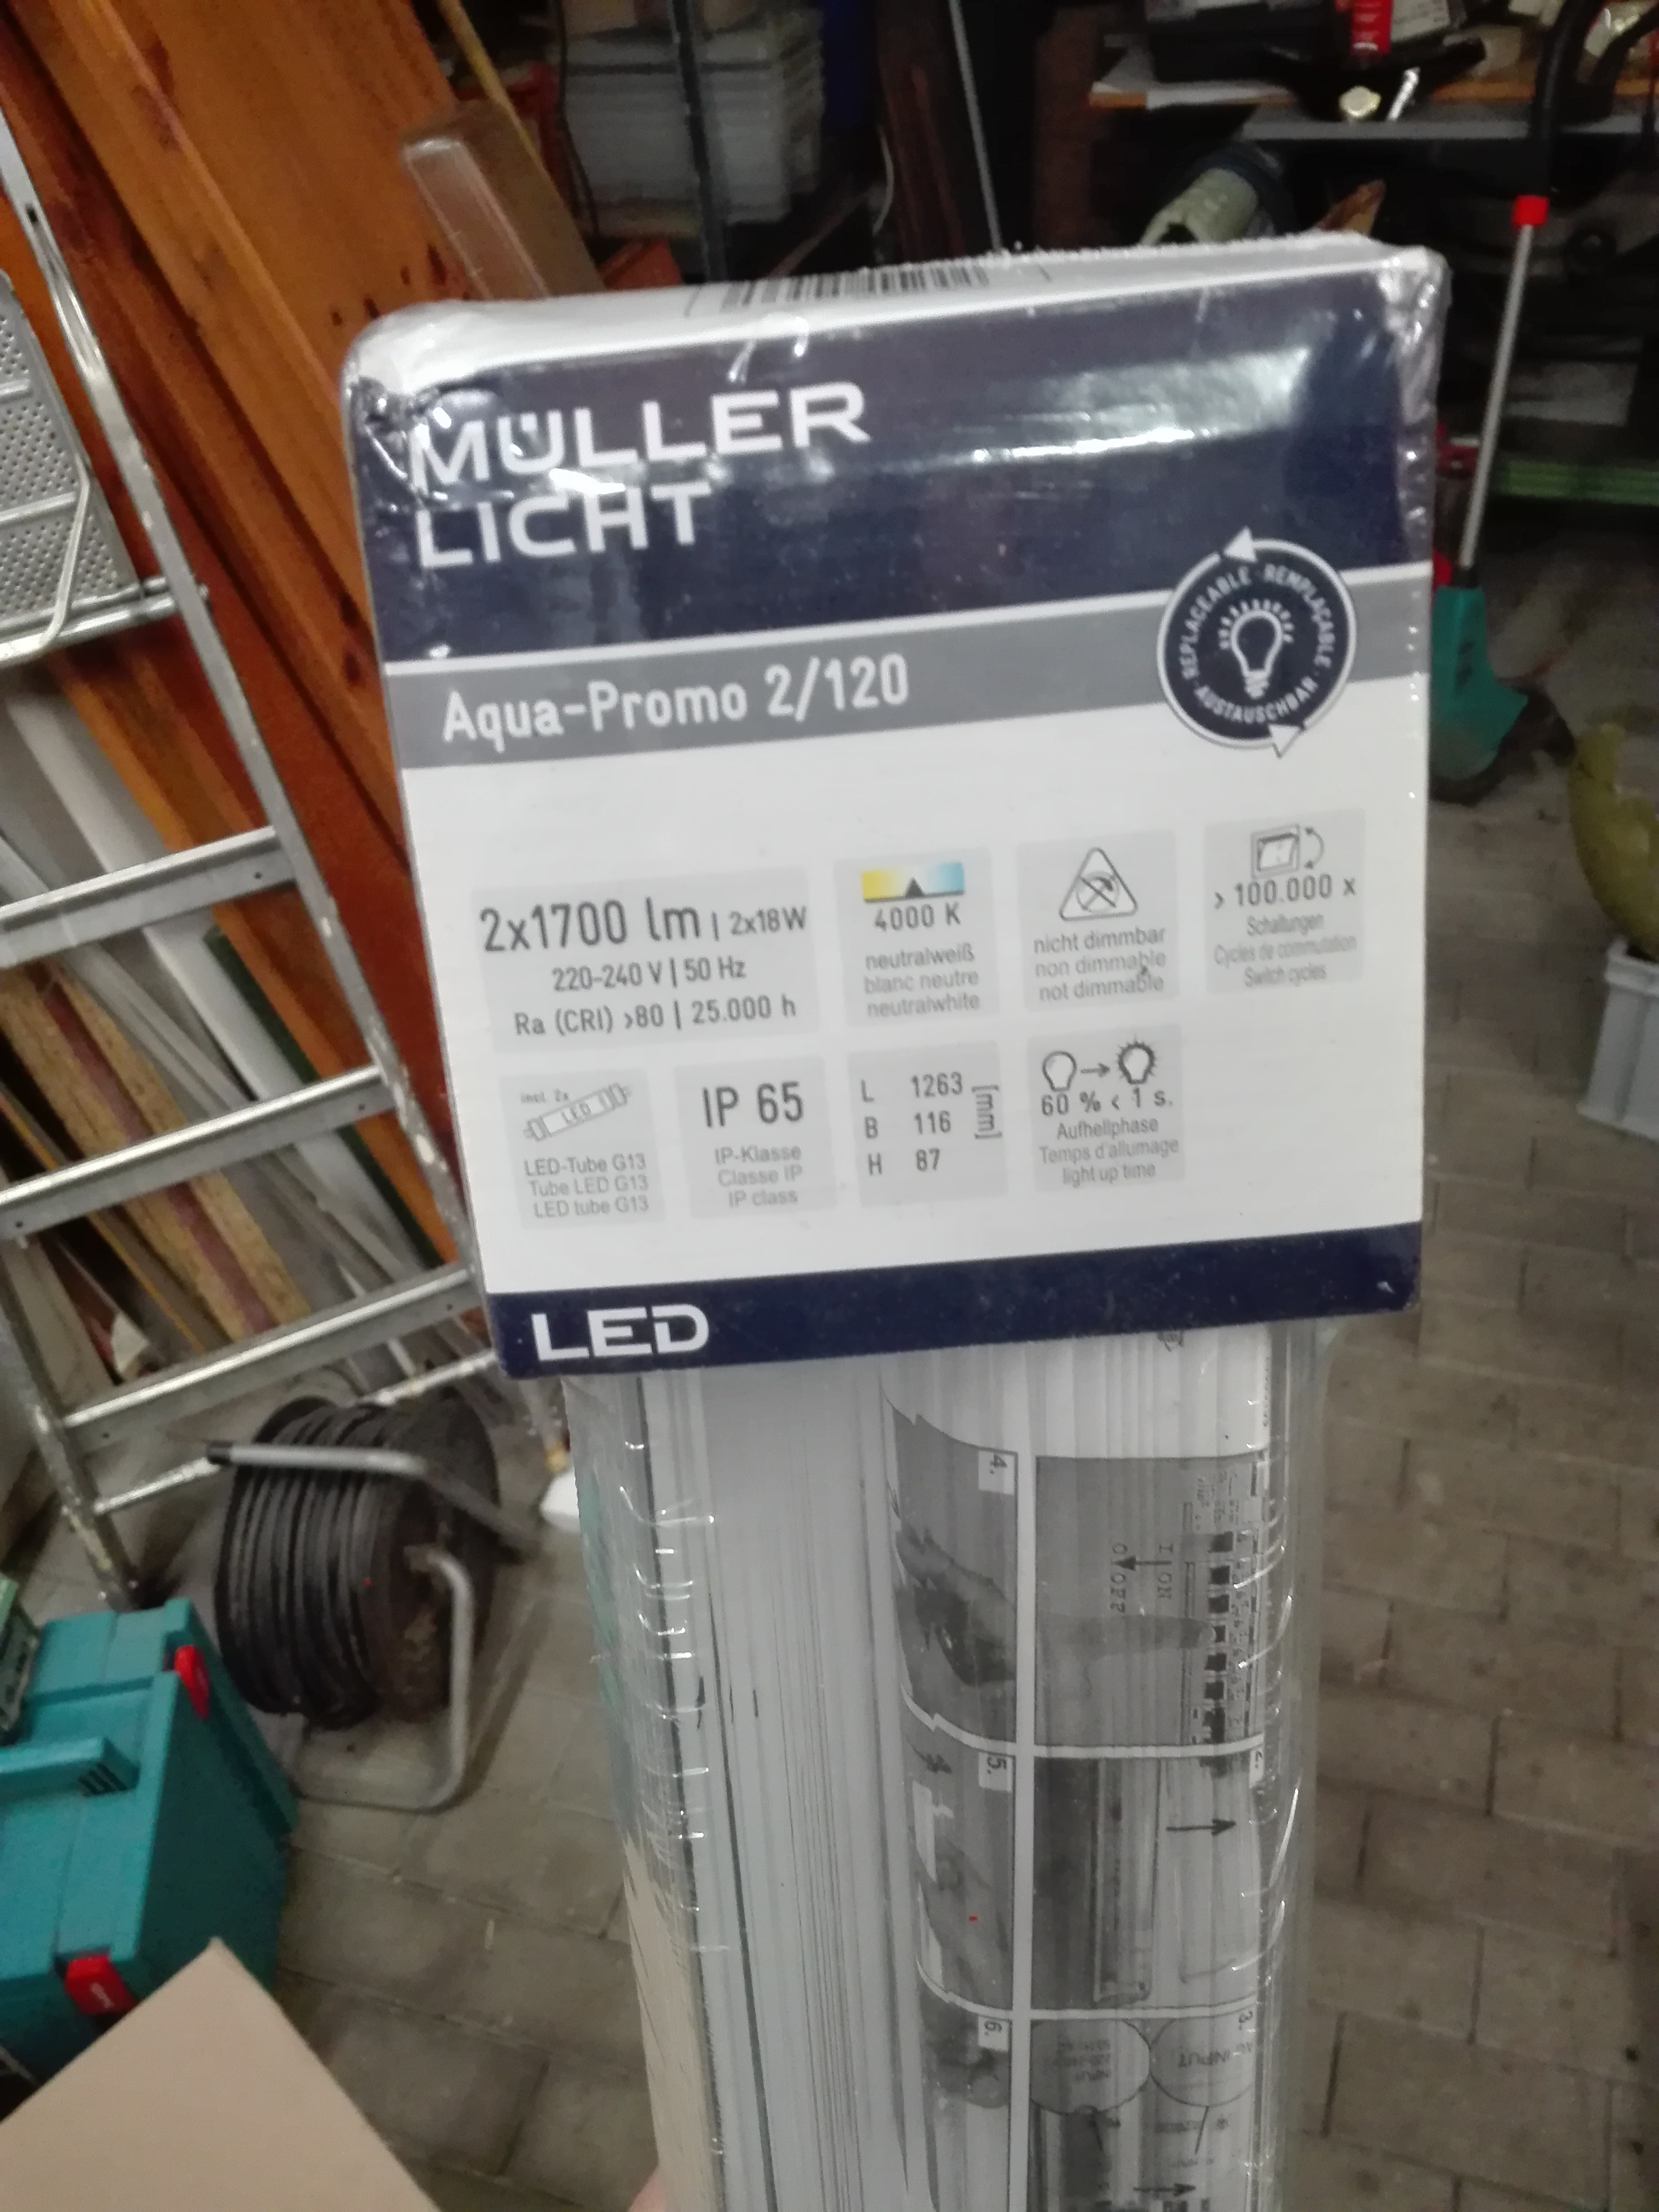 MÜLLER
LICHT
REPLACEABLE · REMPLAÇABLE · AUSTAUSCHBAR ·
Aqua-Promo 2/120
2x1700 lm | 2x18W
220-240 V | 50 Hz
Ra (CRI) >80 | 25.000 h
4000 K
neutralweiß
blanc neutre
neutralwhite
nicht dimmbar
non dimmable
not dimmable
> 100.000 x
Schaltungen
Cycles de commutation
Switch cycles
incl. 2x
LED
LED-Tube G13
Tube LED G13
LED tube G13
IP 65
IP-Klasse
Classe IP
IP class
L 1263
B 116
H 87
[mm]
60 % < 1 s.
Aufhellphase
Temps d'allumage
light up time
LED
4.
I ON
O OFF
5.
2.
6.
3.
AC INPUT